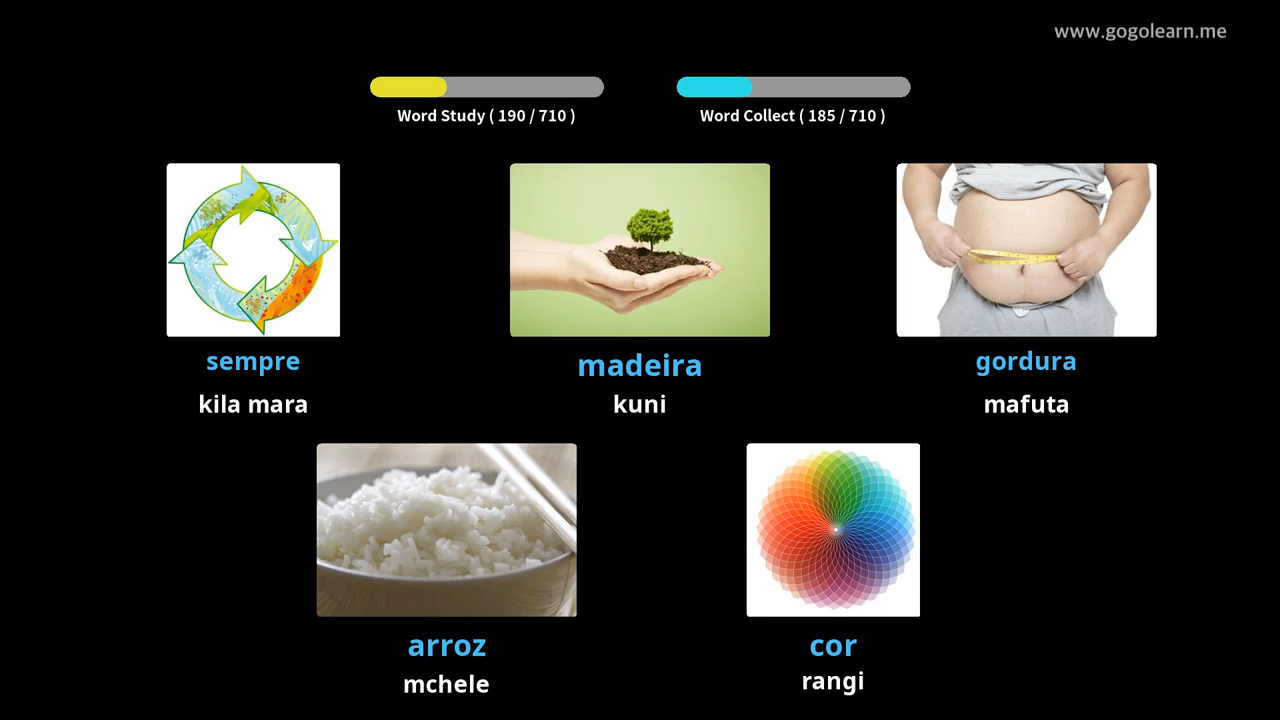 www.gogolearn.me
Word Study ( 190 / 710 )
Word Collect ( 185 / 710 )
sempre
kila mara
madeira
kuni
gordura
mafuta
arroz
mchele
cor
rangi